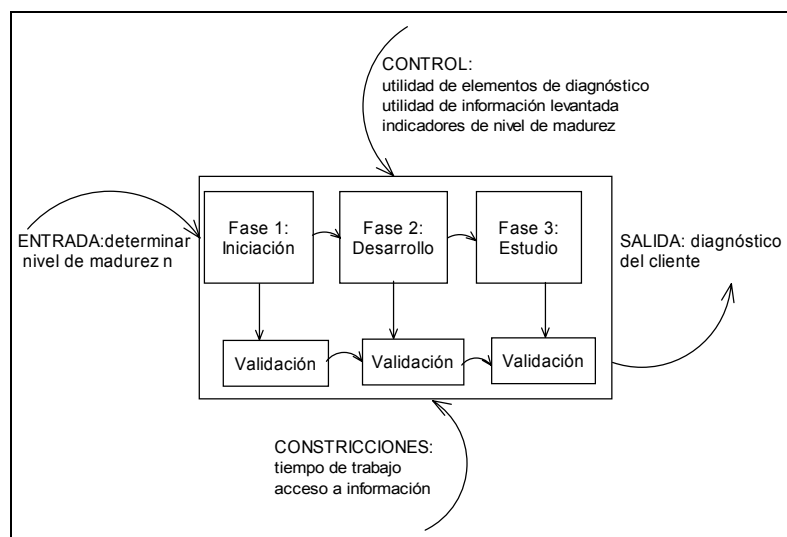 CONTROL:
utilidad de elementos de diagnóstico
utilidad de información levantada
indicadores de nivel de madurez
ENTRADA:determinar
nivel de madurez n
Fase 1:
Iniciación
Fase 2:
Desarrollo
Fase 3:
Estudio
SALIDA: diagnóstico
del cliente
Validación
Validación
Validación
CONSTRICCIONES:
tiempo de trabajo
acceso a información